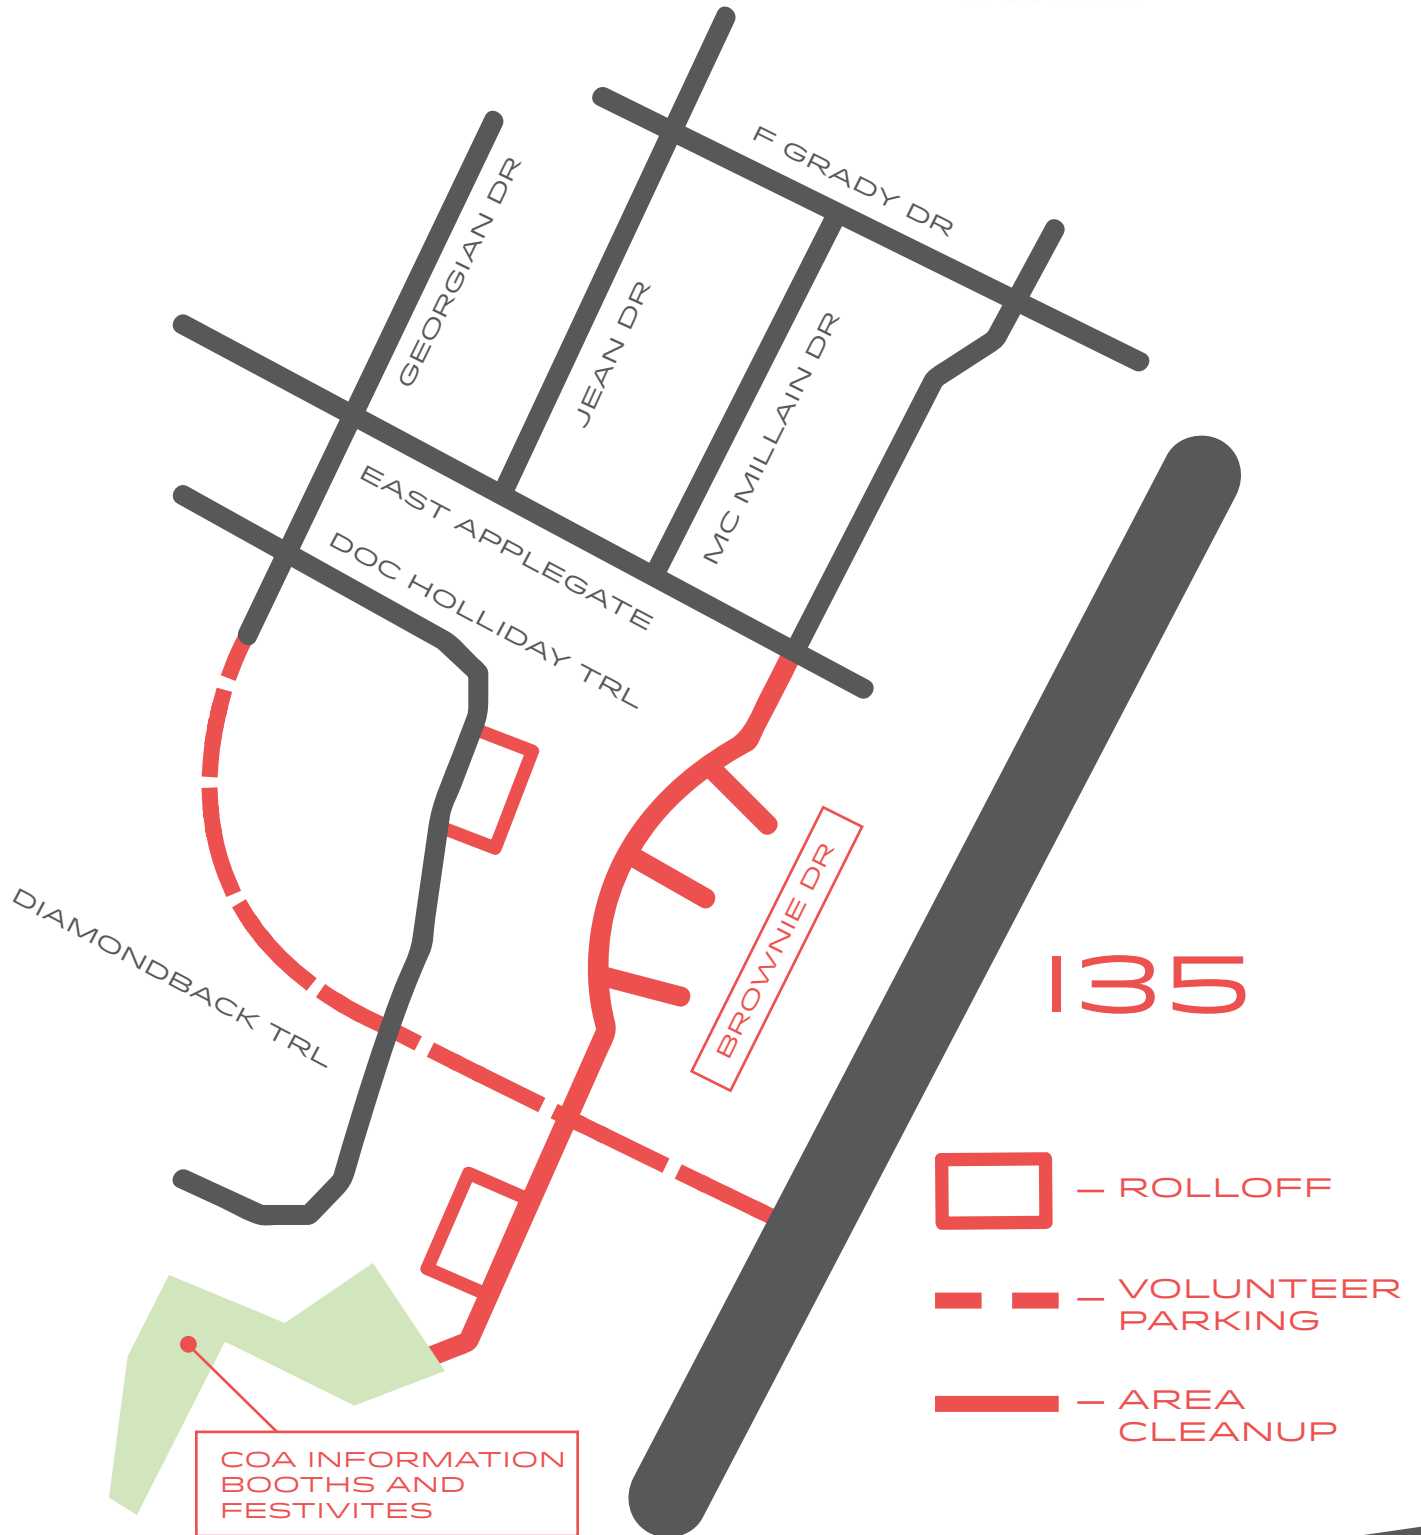 F GRADY DR
GEORGIAN DR
JEAN DR
MC MILLAIN DR
EAST APPLEGATE
DOC HOLLIDAY TRL
DIAMONDBACK TRL
BROWNIE DR
I35
ROLLOFF
VOLUNTEER
PARKING
AREA
CLEANUP
COA INFORMATION
BOOTHS AND
FESTIVITES